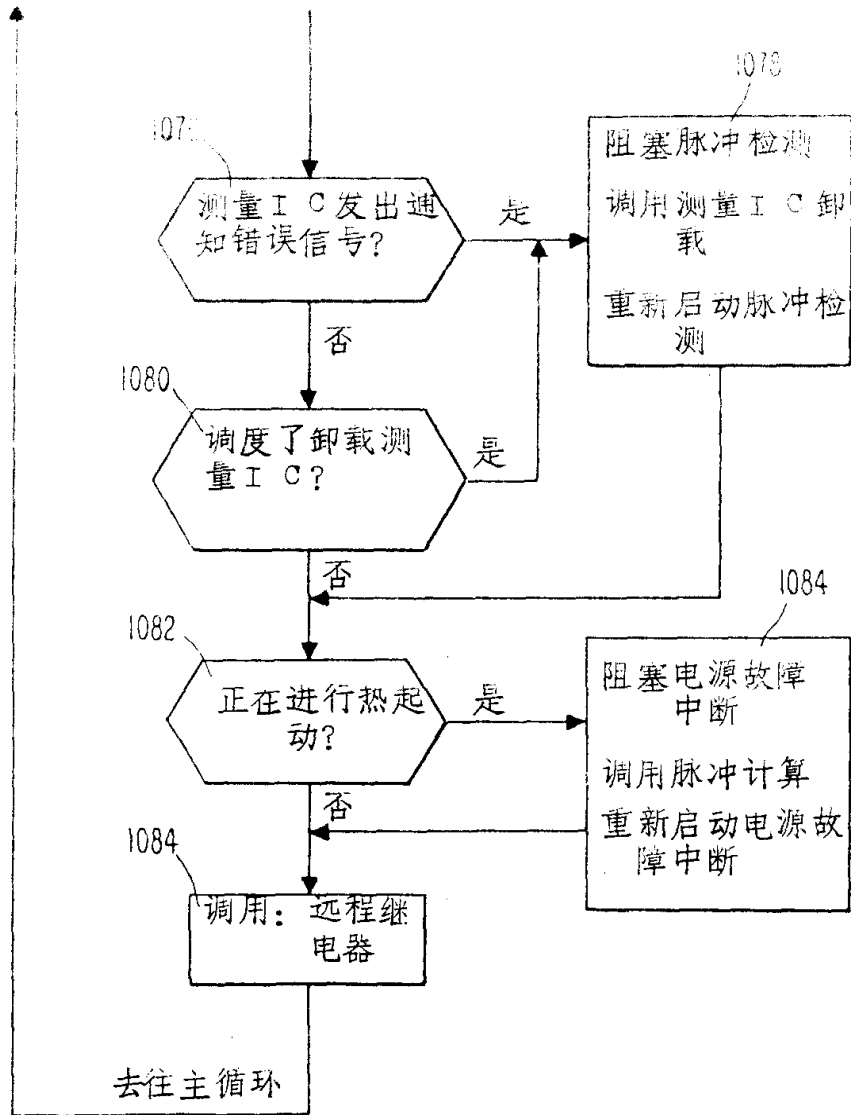 1078
阻塞脉冲检测
调用测量IC卸
载
重新启动脉冲检
测
测量IC发出通
知错误信号?
是
否
1080
调度了卸载测
量IC?
是
否
1082
正在进行热起
动?
是
否
1084
阻塞电源故障
中断
调用脉冲计算
重新启动电源故
障中断
1084
调用:远程继
电器
去往主循环